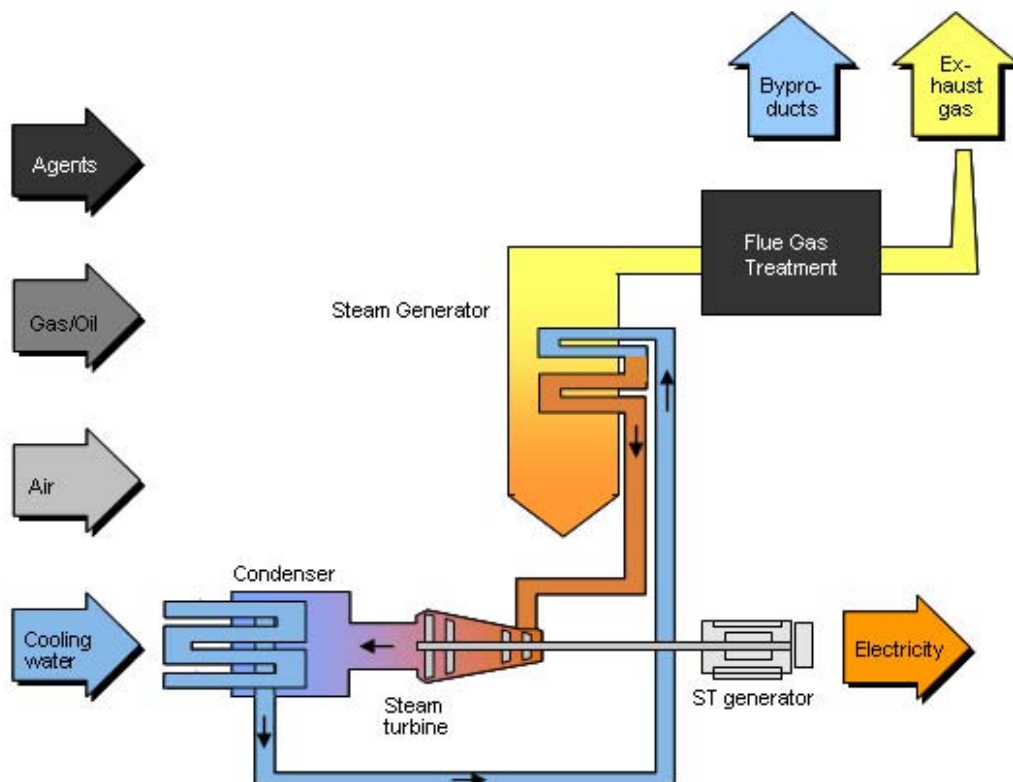 Bypro-
ducts
Ex-
haust
gas
Agents
Flue Gas
Treatment
Steam Generator
Gas/Oil
Air
Condenser
Cooling
water
Electricity
ST generator
Steam
turbine